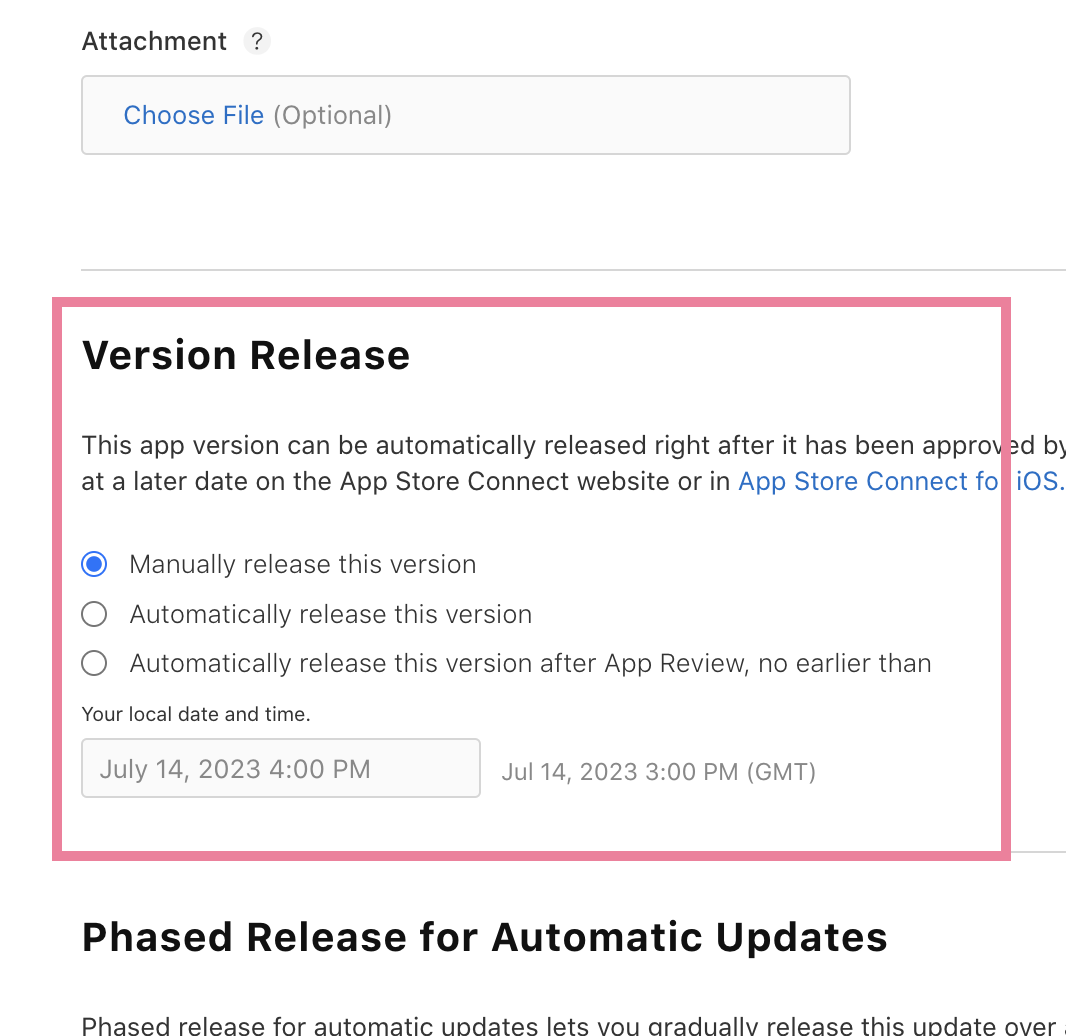 Attachment ?
Choose File (Optional)
Version Release
This app version can be automatically released right after it has been approved by
at a later date on the App Store Connect website or in App Store Connect for iOS.
Manually release this version
Automatically release this version
Automatically release this version after App Review, no earlier than
Your local date and time.
July 14, 2023 4:00 PM Jul 14, 2023 3:00 PM (GMT)
Phased Release for Automatic Updates
Phased release for automatic updates lets you gradually release this update over